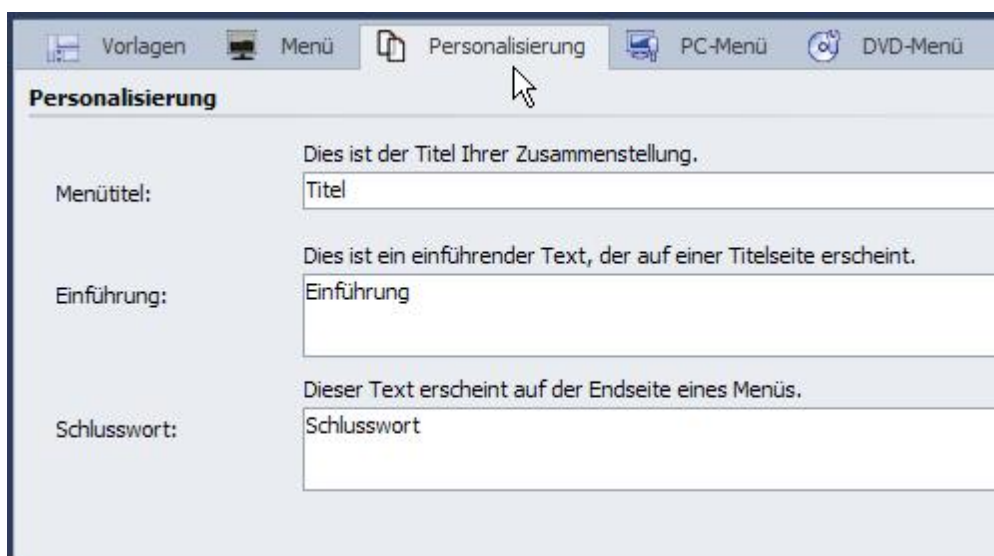 Vorlagen Menü Personalisierung PC-Menü DVD-Menü
Personalisierung
Dies ist der Titel Ihrer Zusammenstellung.
Menütitel: Titel
Dies ist ein einführender Text, der auf einer Titelseite erscheint.
Einführung: Einführung
Dieser Text erscheint auf der Endseite eines Menüs.
Schlusswort: Schlusswort